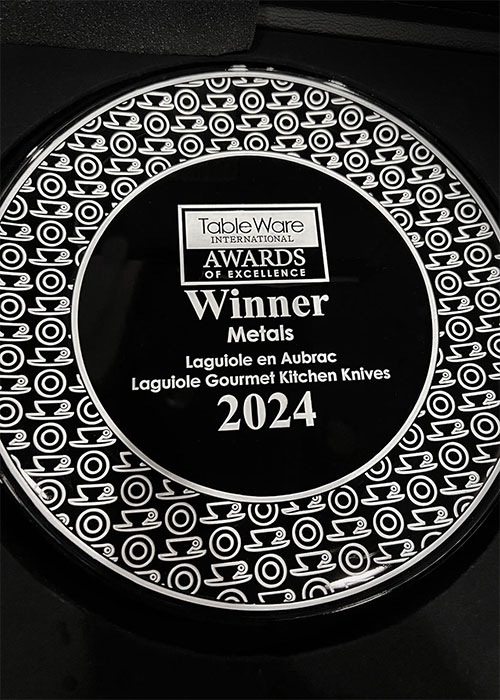 TableWare
INTERNATIONAL
AWARDS
OF EXCELLENCE
Winner
Metals
Laguiole en Aubrac
Laguiole Gourmet Kitchen Knives
2024